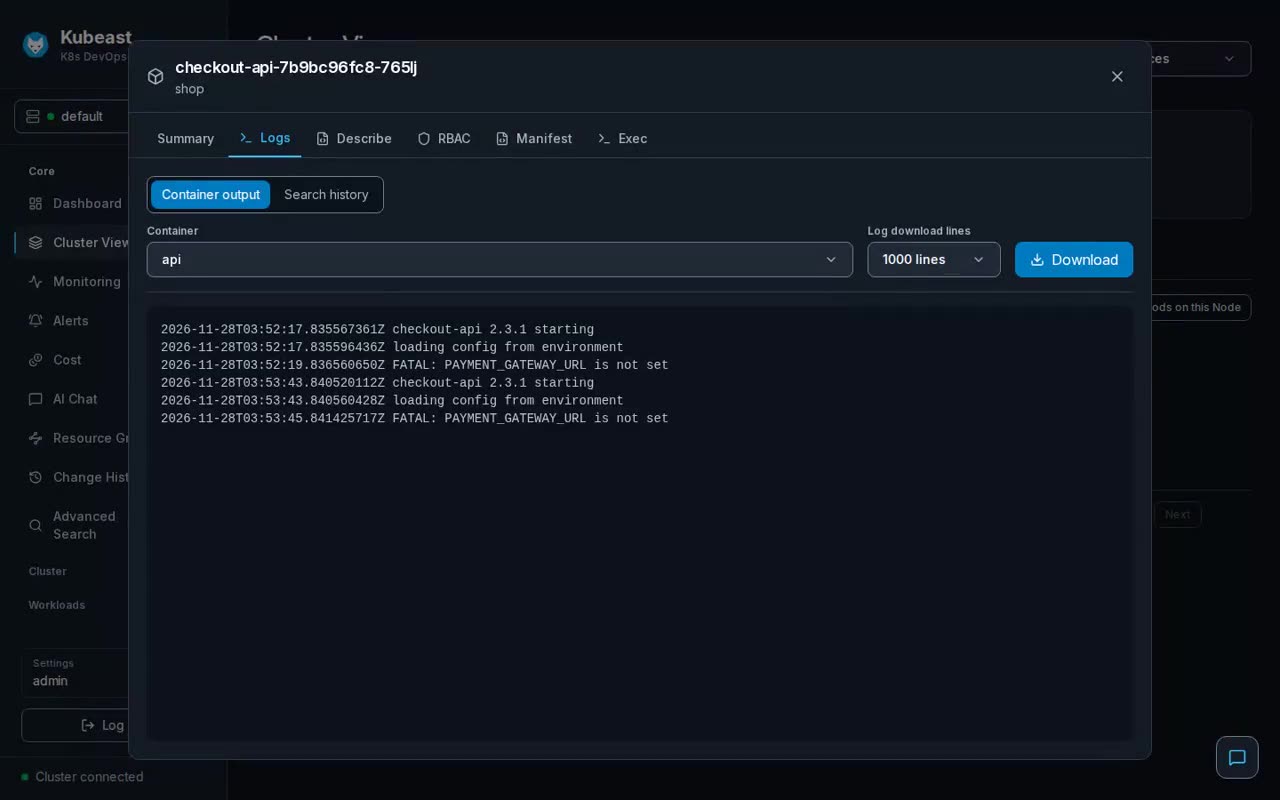 Kubeast
K8s DevOps
default
Core
Dashboard
Cluster View
Monitoring
Alerts
Cost
AI Chat
Resource Gr
Change Hist
Advanced
Search
Cluster
Workloads
Settings
admin
Log
Cluster connected
checkout-api-7b9bc96fc8-765lj
shop
Summary
Logs
Describe
RBAC
Manifest
Exec
Container output
Search history
Container
api
Log download lines
1000 lines
Download
2026-11-28T03:52:17.835567361Z checkout-api 2.3.1 starting
2026-11-28T03:52:17.835596436Z loading config from environment
2026-11-28T03:52:19.836560650Z FATAL: PAYMENT_GATEWAY_URL is not set
2026-11-28T03:53:43.840520112Z checkout-api 2.3.1 starting
2026-11-28T03:53:43.840560428Z loading config from environment
2026-11-28T03:53:45.841425717Z FATAL: PAYMENT_GATEWAY_URL is not set
ces
ods on this Node
Next